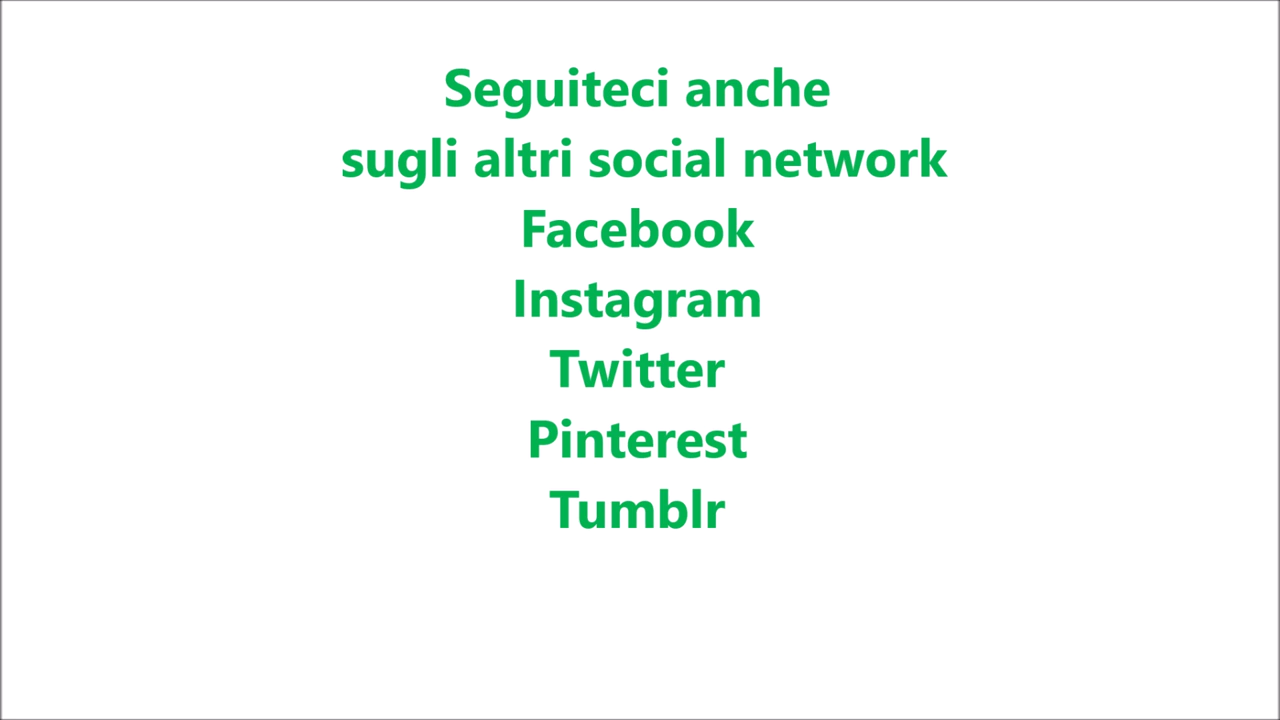 Seguiteci anche
sugli altri social network
Facebook
Instagram
Twitter
Pinterest
Tumblr